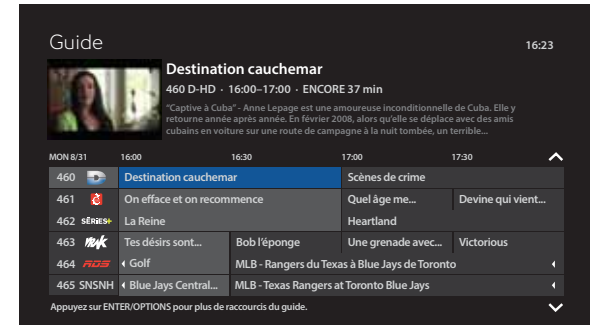 Guide
16:23
Destination cauchemar
460 D-HD · 16:00–17:00 · ENCORE 37 min
"Captive à Cuba" - Anne Lepage est une amoureuse inconditionnelle de Cuba. Elle y
retourne année après année. En février 2008, alors qu'elle se déplace avec des amis
cubains en voiture sur une route de campagne à la nuit tombée, un terrible...
MON 8/31 16:00 16:30 17:00 17:30
460 D Destination cauchemar Scènes de crime
461 On efface et on recommence Quel âge me... Devine qui vient...
462 SÉRIES+ La Reine Heartland
463 Tes désirs sont... Bob l'éponge Une grenade avec... Victorious
464 RDS Golf MLB - Rangers du Texas à Blue Jays de Toronto
465 SNSNH Blue Jays Central... MLB - Texas Rangers at Toronto Blue Jays
Appuyez sur ENTER/OPTIONS pour plus de raccourcis du guide.